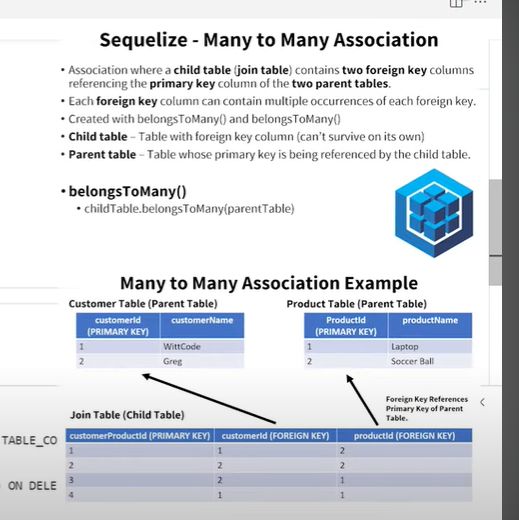 Sequelize - Many to Many Association
• Association where a child table (join table) contains two foreign key columns
referencing the primary key column of the two parent tables.
• Each foreign key column can contain multiple occurrences of each foreign key.
• Created with belongsToMany() and belongsToMany()
• Child table – Table with foreign key column (can't survive on its own)
• Parent table – Table whose primary key is being referenced by the child table.
• belongsToMany()
• childTable.belongsToMany(parentTable)
Many to Many Association Example
Customer Table (Parent Table)
customerId (PRIMARY KEY) customerName
1 WittCode
2 Greg
Product Table (Parent Table)
ProductId (PRIMARY KEY) productName
1 Laptop
2 Soccer Ball
Foreign Key References
Primary Key of Parent
Table.
Join Table (Child Table)
customerProductId (PRIMARY KEY) customerId (FOREIGN KEY) productId (FOREIGN KEY)
1 1 2
2 2 2
3 2 1
4 1 1
TABLE_CO
ON DELE